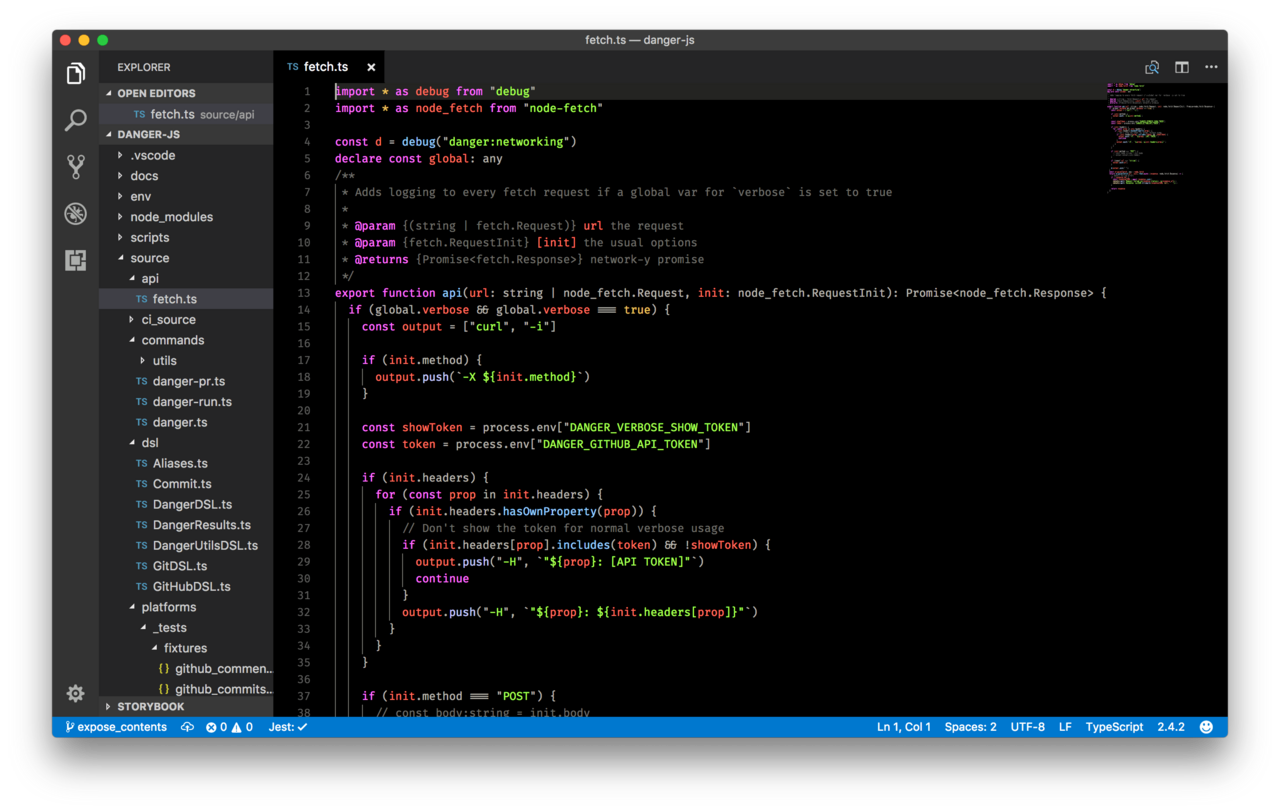 fetch.ts — danger-js
EXPLORER
OPEN EDITORS
TS fetch.ts source/api
DANGER-JS
.vscode
docs
env
node_modules
scripts
source
api
TS fetch.ts
ci_source
commands
utils
TS danger-pr.ts
TS danger-run.ts
TS danger.ts
dsl
TS Aliases.ts
TS Commit.ts
TS DangerDSL.ts
TS DangerResults.ts
TS DangerUtilsDSL.ts
TS GitDSL.ts
TS GitHubDSL.ts
platforms
_tests
fixtures
{} github_commen...
{} github_commits...
STORYBOOK
TS fetch.ts ×
1 import * as debug from "debug"
2 import * as node_fetch from "node-fetch"
3
4 const d = debug("danger:networking")
5 declare const global: any
6 /**
7 * Adds logging to every fetch request if a global var for `verbose` is set to true
8 *
9 * @param {(string | fetch.Request)} url the request
10 * @param {fetch.RequestInit} [init] the usual options
11 * @returns {Promise<fetch.Response>} network-y promise
12 */
13 export function api(url: string | node_fetch.Request, init: node_fetch.RequestInit): Promise<node_fetch.Response> {
14 if (global.verbose && global.verbose === true) {
15 const output = ["curl", "-i"]
16
17 if (init.method) {
18 output.push(`-X ${init.method}`)
19 }
20
21 const showToken = process.env["DANGER_VERBOSE_SHOW_TOKEN"]
22 const token = process.env["DANGER_GITHUB_API_TOKEN"]
23
24 if (init.headers) {
25 for (const prop in init.headers) {
26 if (init.headers.hasOwnProperty(prop)) {
27 // Don't show the token for normal verbose usage
28 if (init.headers[prop].includes(token) && !showToken) {
29 output.push("-H", `"${prop}: [API TOKEN]"`)
30 continue
31 }
32 output.push("-H", `"${prop}: ${init.headers[prop]}"`)
33 }
34 }
35 }
36
37 if (init.method === "POST") {
38 // const body:string = init.body
expose_contents 0 0 Jest: ✓ Ln 1, Col 1 Spaces: 2 UTF-8 LF TypeScript 2.4.2